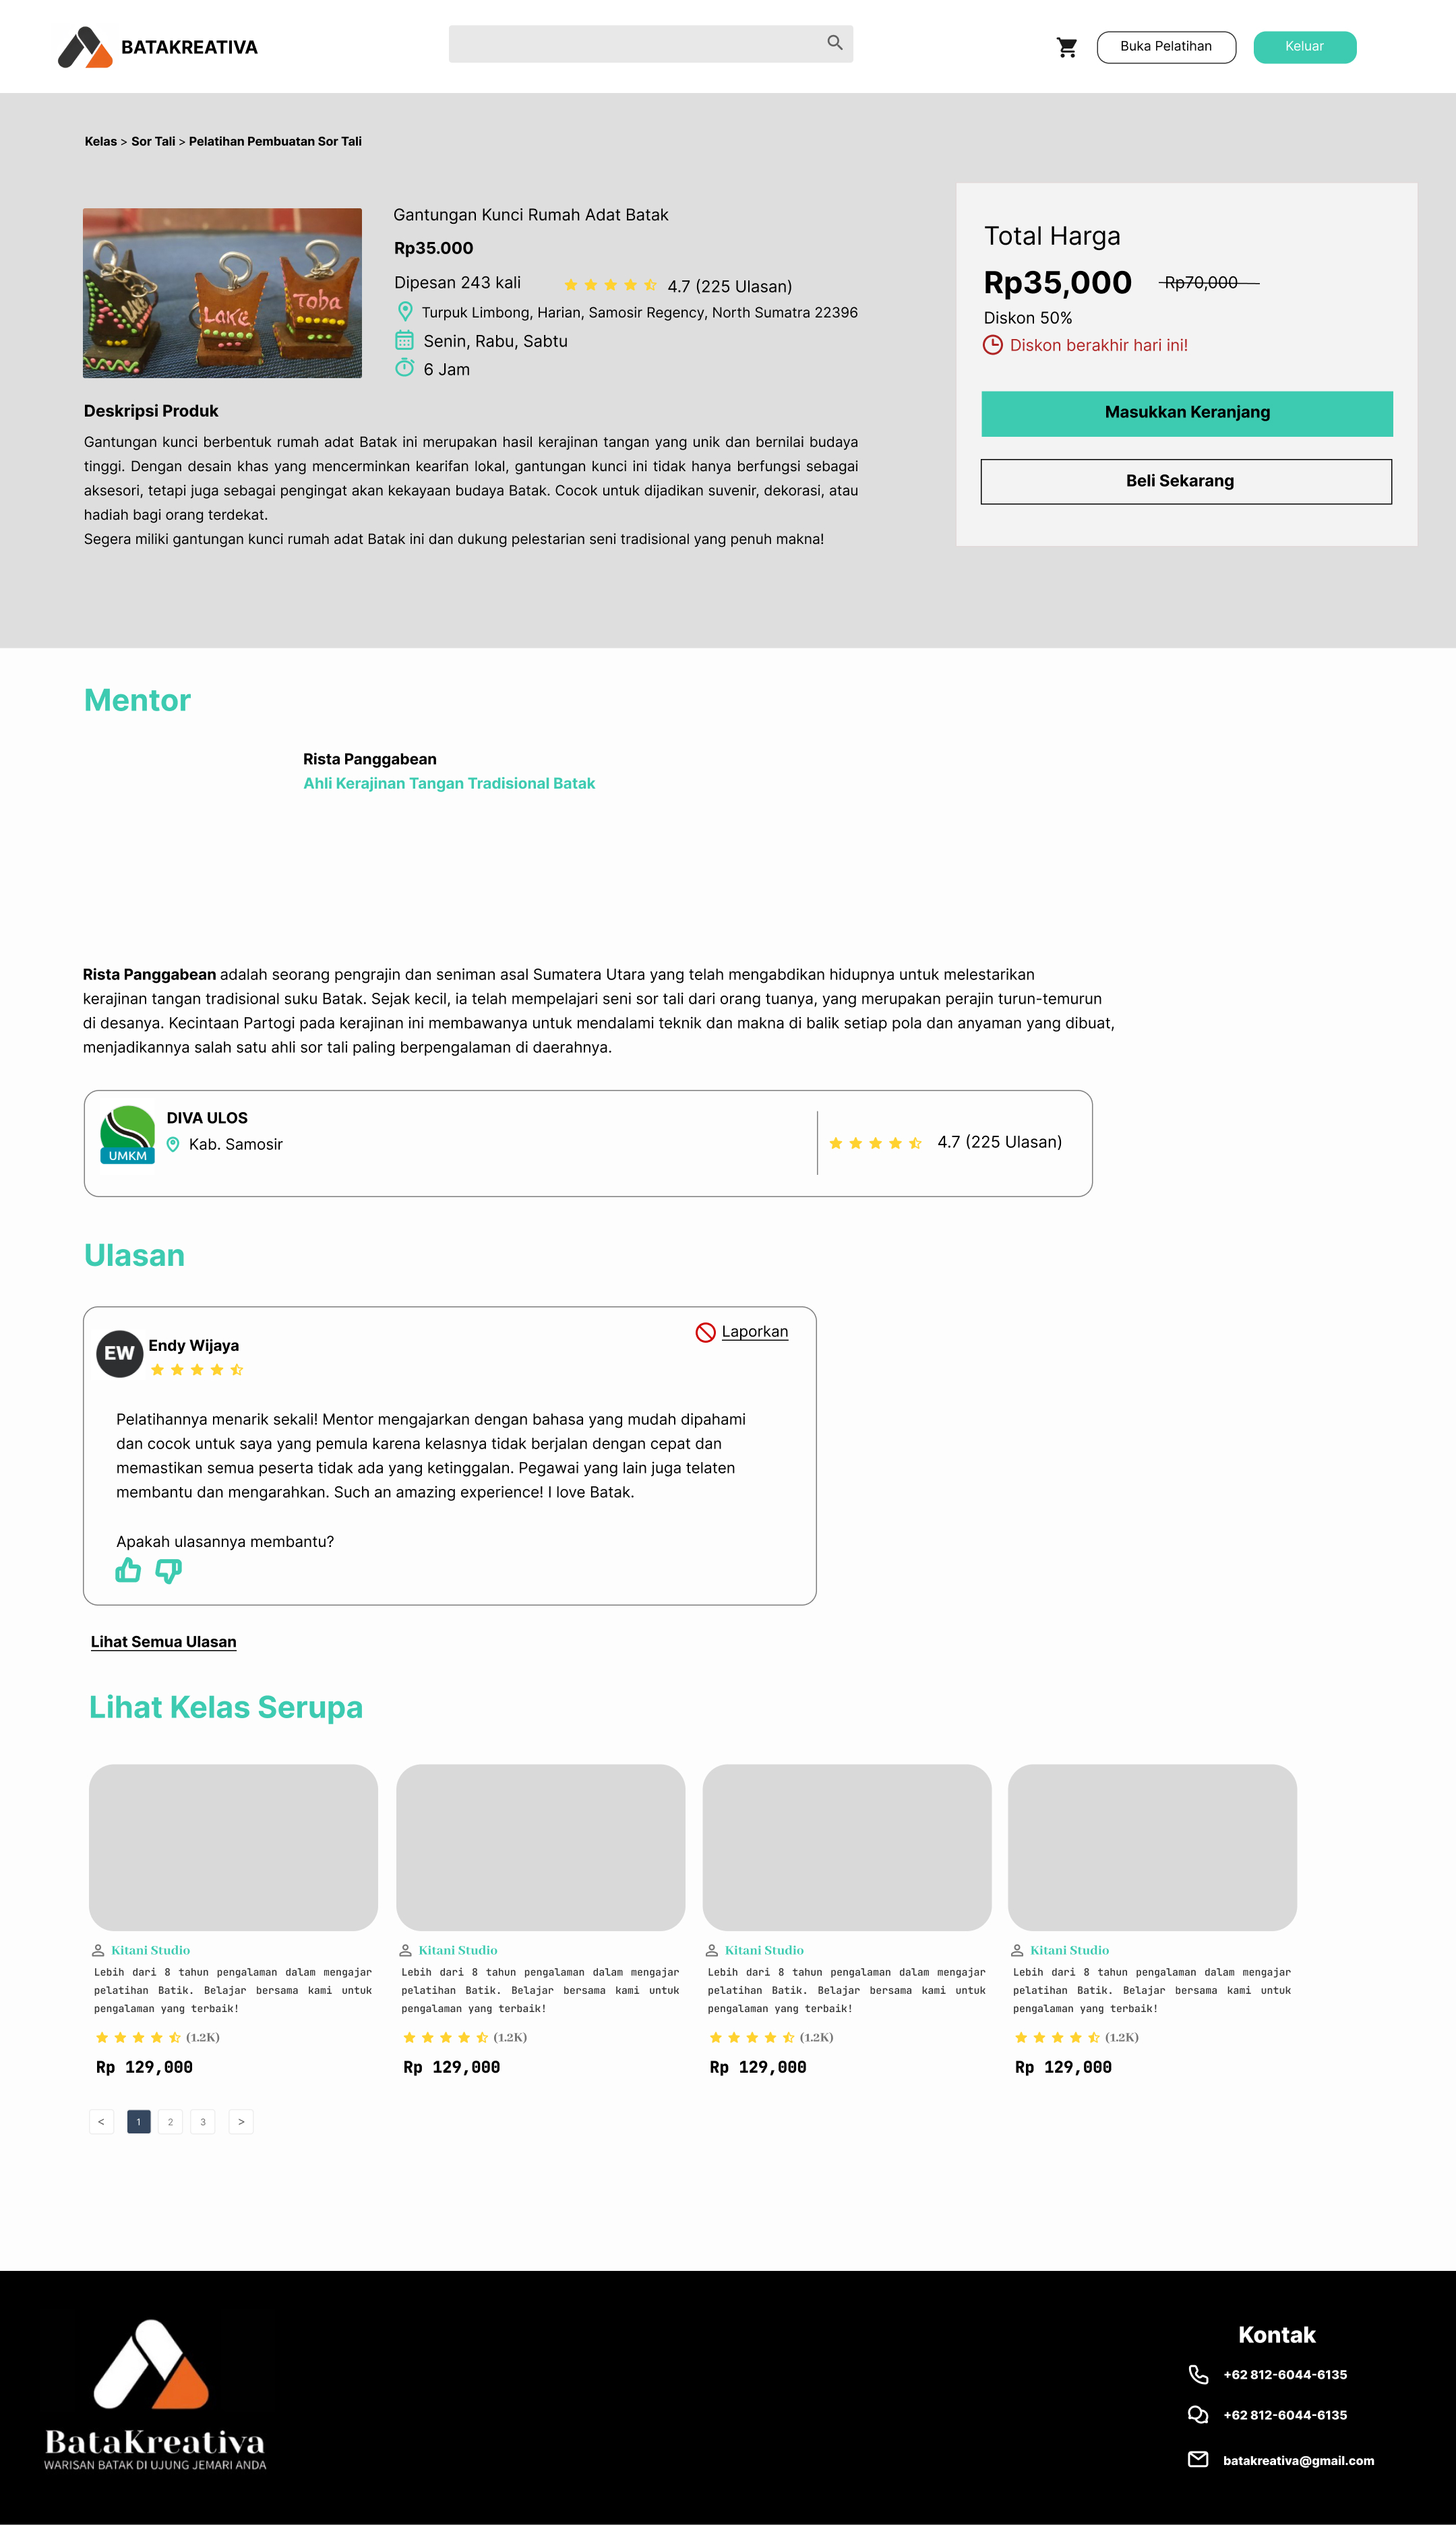 BATAKREATIVA
Buka Pelatihan
Keluar
Kelas > Sor Tali > Pelatihan Pembuatan Sor Tali
LAKE
Toba
Gantungan Kunci Rumah Adat Batak
Rp35.000
Dipesan 243 kali
4.7 (225 Ulasan)
Turpuk Limbong, Harian, Samosir Regency, North Sumatra 22396
Senin, Rabu, Sabtu
6 Jam
Deskripsi Produk
Gantungan kunci berbentuk rumah adat Batak ini merupakan hasil kerajinan tangan yang unik dan bernilai budaya
tinggi. Dengan desain khas yang mencerminkan kearifan lokal, gantungan kunci ini tidak hanya berfungsi sebagai
aksesori, tetapi juga sebagai pengingat akan kekayaan budaya Batak. Cocok untuk dijadikan suvenir, dekorasi, atau
hadiah bagi orang terdekat.
Segera miliki gantungan kunci rumah adat Batak ini dan dukung pelestarian seni tradisional yang penuh makna!
Total Harga
Rp35,000
Rp70,000
Diskon 50%
Diskon berakhir hari ini!
Masukkan Keranjang
Beli Sekarang
Mentor
Rista Panggabean
Ahli Kerajinan Tangan Tradisional Batak
Rista Panggabean adalah seorang pengrajin dan seniman asal Sumatera Utara yang telah mengabdikan hidupnya untuk melestarikan
kerajinan tangan tradisional suku Batak. Sejak kecil, ia telah mempelajari seni sor tali dari orang tuanya, yang merupakan perajin turun-temurun
di desanya. Kecintaan Partogi pada kerajinan ini membawanya untuk mendalami teknik dan makna di balik setiap pola dan anyaman yang dibuat,
menjadikannya salah satu ahli sor tali paling berpengalaman di daerahnya.
UMKM
DIVA ULOS
Kab. Samosir
4.7 (225 Ulasan)
Ulasan
EW
Endy Wijaya
Laporkan
Pelatihannya menarik sekali! Mentor mengajarkan dengan bahasa yang mudah dipahami
dan cocok untuk saya yang pemula karena kelasnya tidak berjalan dengan cepat dan
memastikan semua peserta tidak ada yang ketinggalan. Pegawai yang lain juga telaten
membantu dan mengarahkan. Such an amazing experience! I love Batak.
Apakah ulasannya membantu?
Lihat Semua Ulasan
Lihat Kelas Serupa
Kitani Studio
Lebih dari 8 tahun pengalaman dalam mengajar
pelatihan Batik. Belajar bersama kami untuk
pengalaman yang terbaik!
(1.2K)
Rp 129,000
Kitani Studio
Lebih dari 8 tahun pengalaman dalam mengajar
pelatihan Batik. Belajar bersama kami untuk
pengalaman yang terbaik!
(1.2K)
Rp 129,000
Kitani Studio
Lebih dari 8 tahun pengalaman dalam mengajar
pelatihan Batik. Belajar bersama kami untuk
pengalaman yang terbaik!
(1.2K)
Rp 129,000
Kitani Studio
Lebih dari 8 tahun pengalaman dalam mengajar
pelatihan Batik. Belajar bersama kami untuk
pengalaman yang terbaik!
(1.2K)
Rp 129,000
< 1 2 3 >
BataKreativa
WARISAN BATAK DI UJUNG JEMARI ANDA
Kontak
+62 812-6044-6135
+62 812-6044-6135
batakreativa@gmail.com